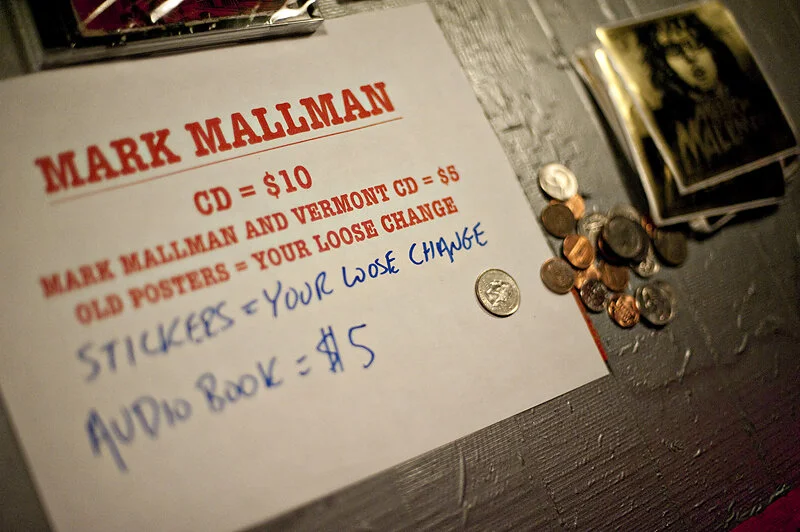 MARK MALLMAN
CD = $10
MARK MALLMAN AND VERMONT CD = $5
OLD POSTERS = YOUR LOOSE CHANGE
STICKERS = YOUR LOOSE CHANGE
AUDIO BOOK = $5